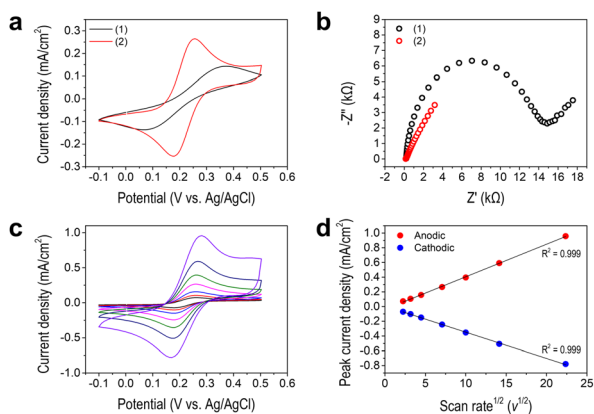 a
(1)
(2)
Current density (mA/cm²)
0.3
0.2
0.1
0.0
-0.1
-0.2
-0.3
-0.1 0.0 0.1 0.2 0.3 0.4 0.5 0.6
Potential (V vs. Ag/AgCl)
b
(1)
(2)
-Z'' (kΩ)
9
8
7
6
5
4
3
2
1
0
-2 0 2 4 6 8 10 12 14 16 18
Z' (kΩ)
c
Current density (mA/cm²)
1.0
0.5
0.0
-0.5
-1.0
-0.1 0.0 0.1 0.2 0.3 0.4 0.5 0.6
Potential (V vs. Ag/AgCl)
d
Anodic
Cathodic
R² = 0.999
R² = 0.999
Peak current density (mA/cm²)
1.0
0.8
0.6
0.4
0.2
0.0
-0.2
-0.4
-0.6
-0.8
0 5 10 15 20 25
Scan rate¹ᐟ² (v¹ᐟ²)